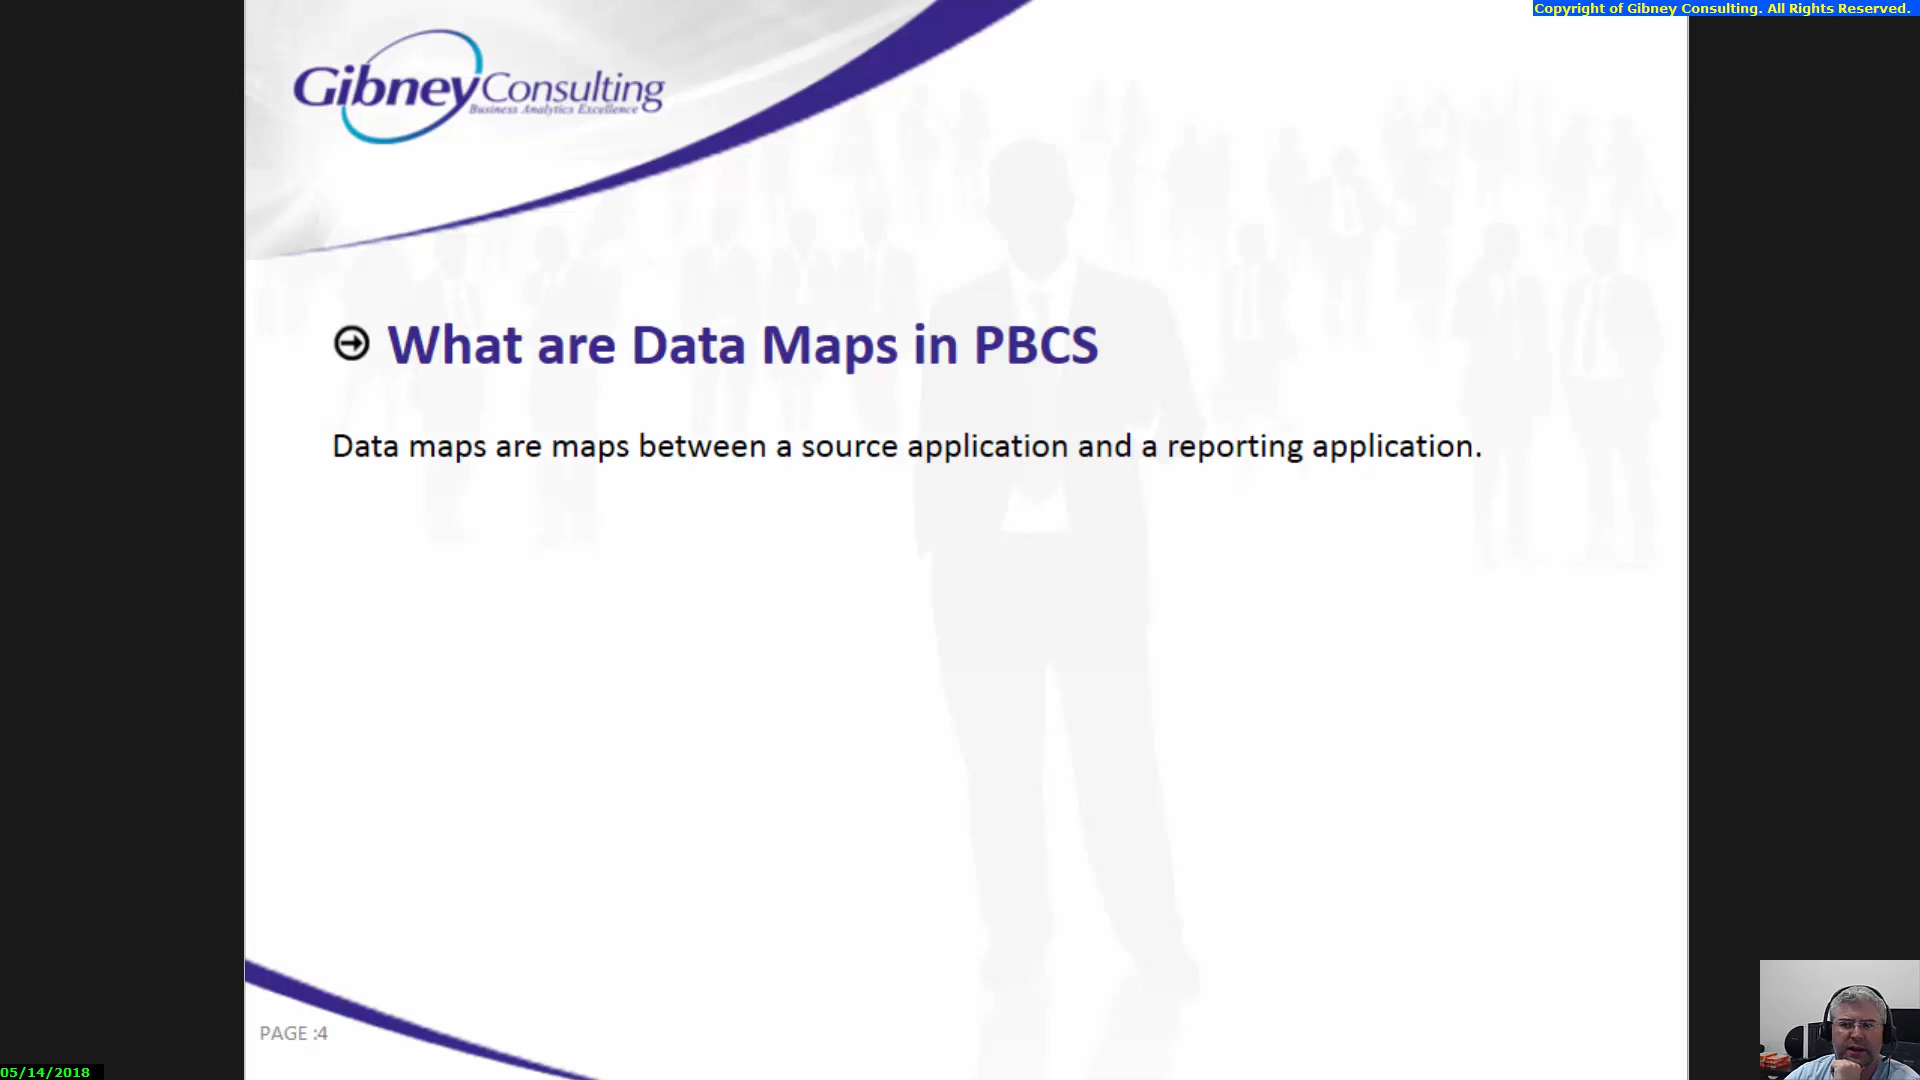 Copyright of Gibney Consulting. All Rights Reserved.
Gibney Consulting
Business Analytics Excellence
What are Data Maps in PBCS
Data maps are maps between a source application and a reporting application.
PAGE :4
05/14/2018